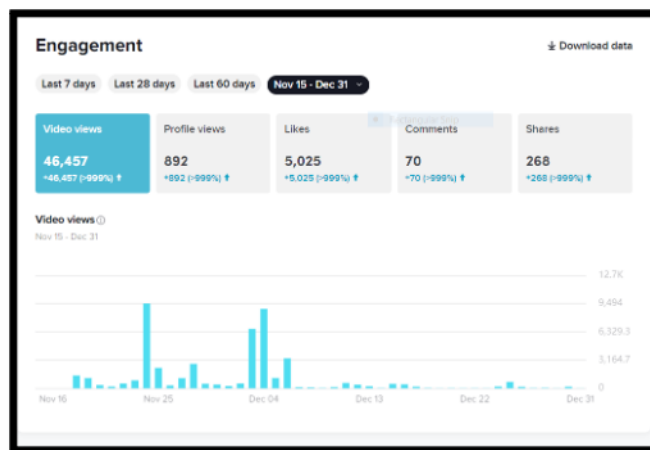 Engagement
Download data
Last 7 days Last 28 days Last 60 days Nov 15 - Dec 31
Video views Profile views Likes Comments Shares
46,457 892 5,025 70 268
+46,457 (>999%) ↑ +892 (>999%) ↑ +5,025 (>999%) ↑ +70 (>999%) ↑ +268 (>999%) ↑
Video views
Nov 15 - Dec 31
12.7K
9,494
6,329.3
3,164.7
0
Nov 16 Nov 25 Dec 04 Dec 13 Dec 22 Dec 31